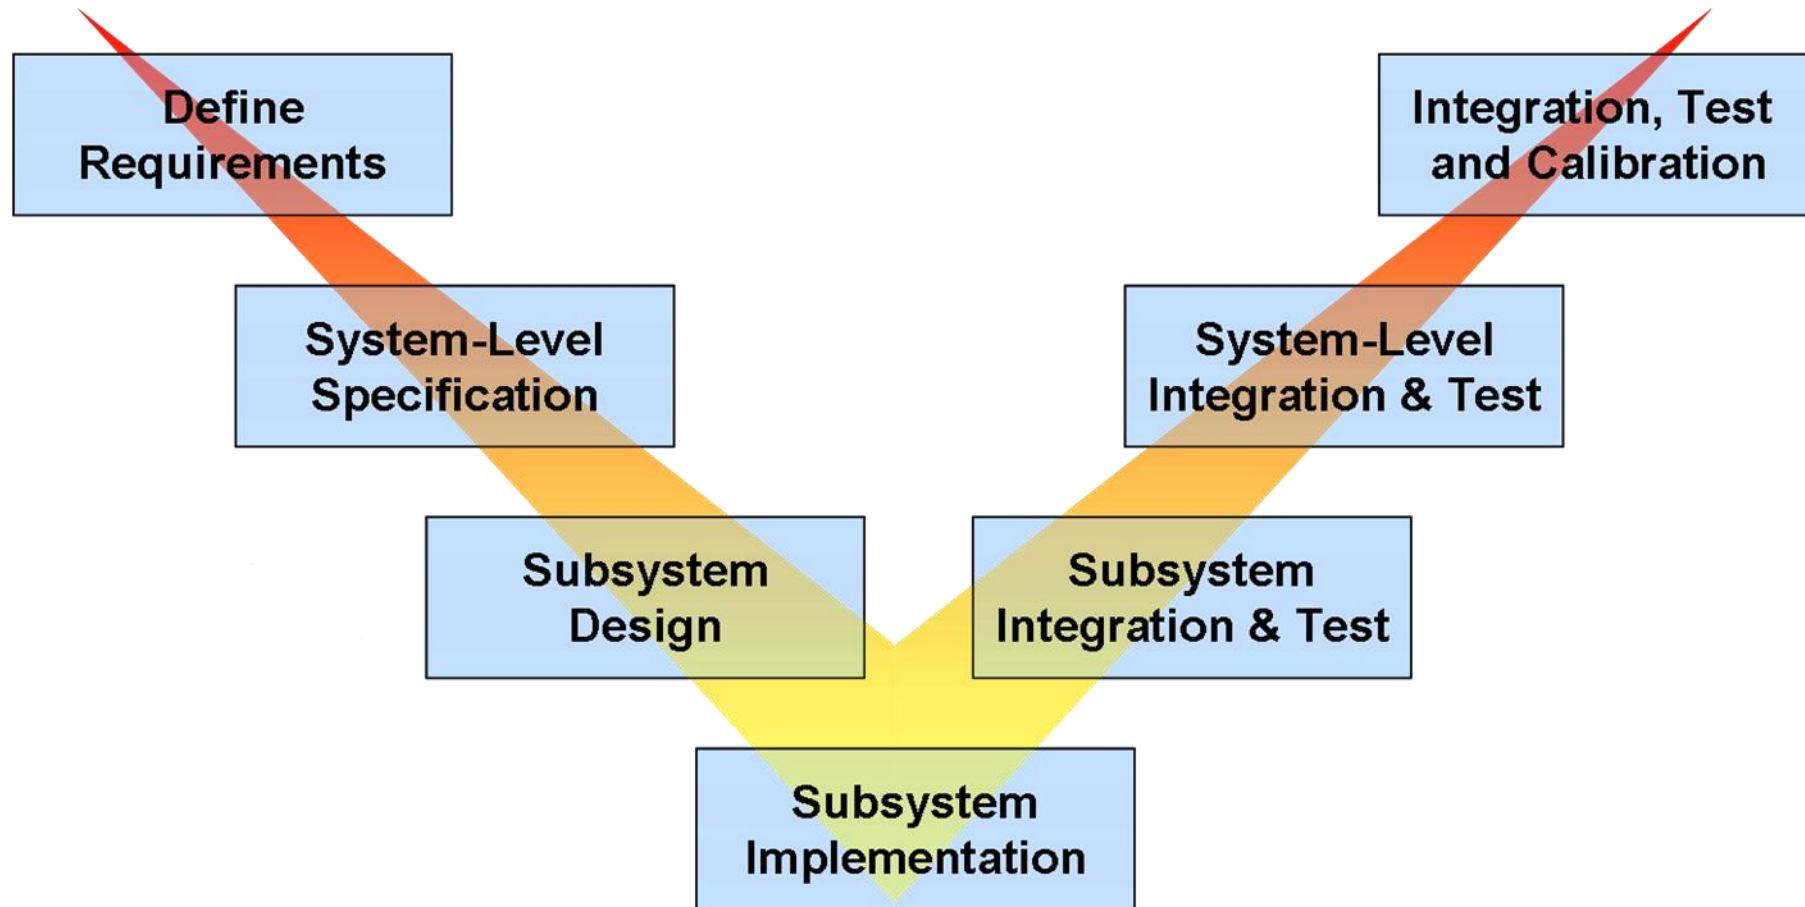 Define
Requirements
Integration, Test
and Calibration
System-Level
Specification
System-Level
Integration & Test
Subsystem
Design
Subsystem
Integration & Test
Subsystem
Implementation